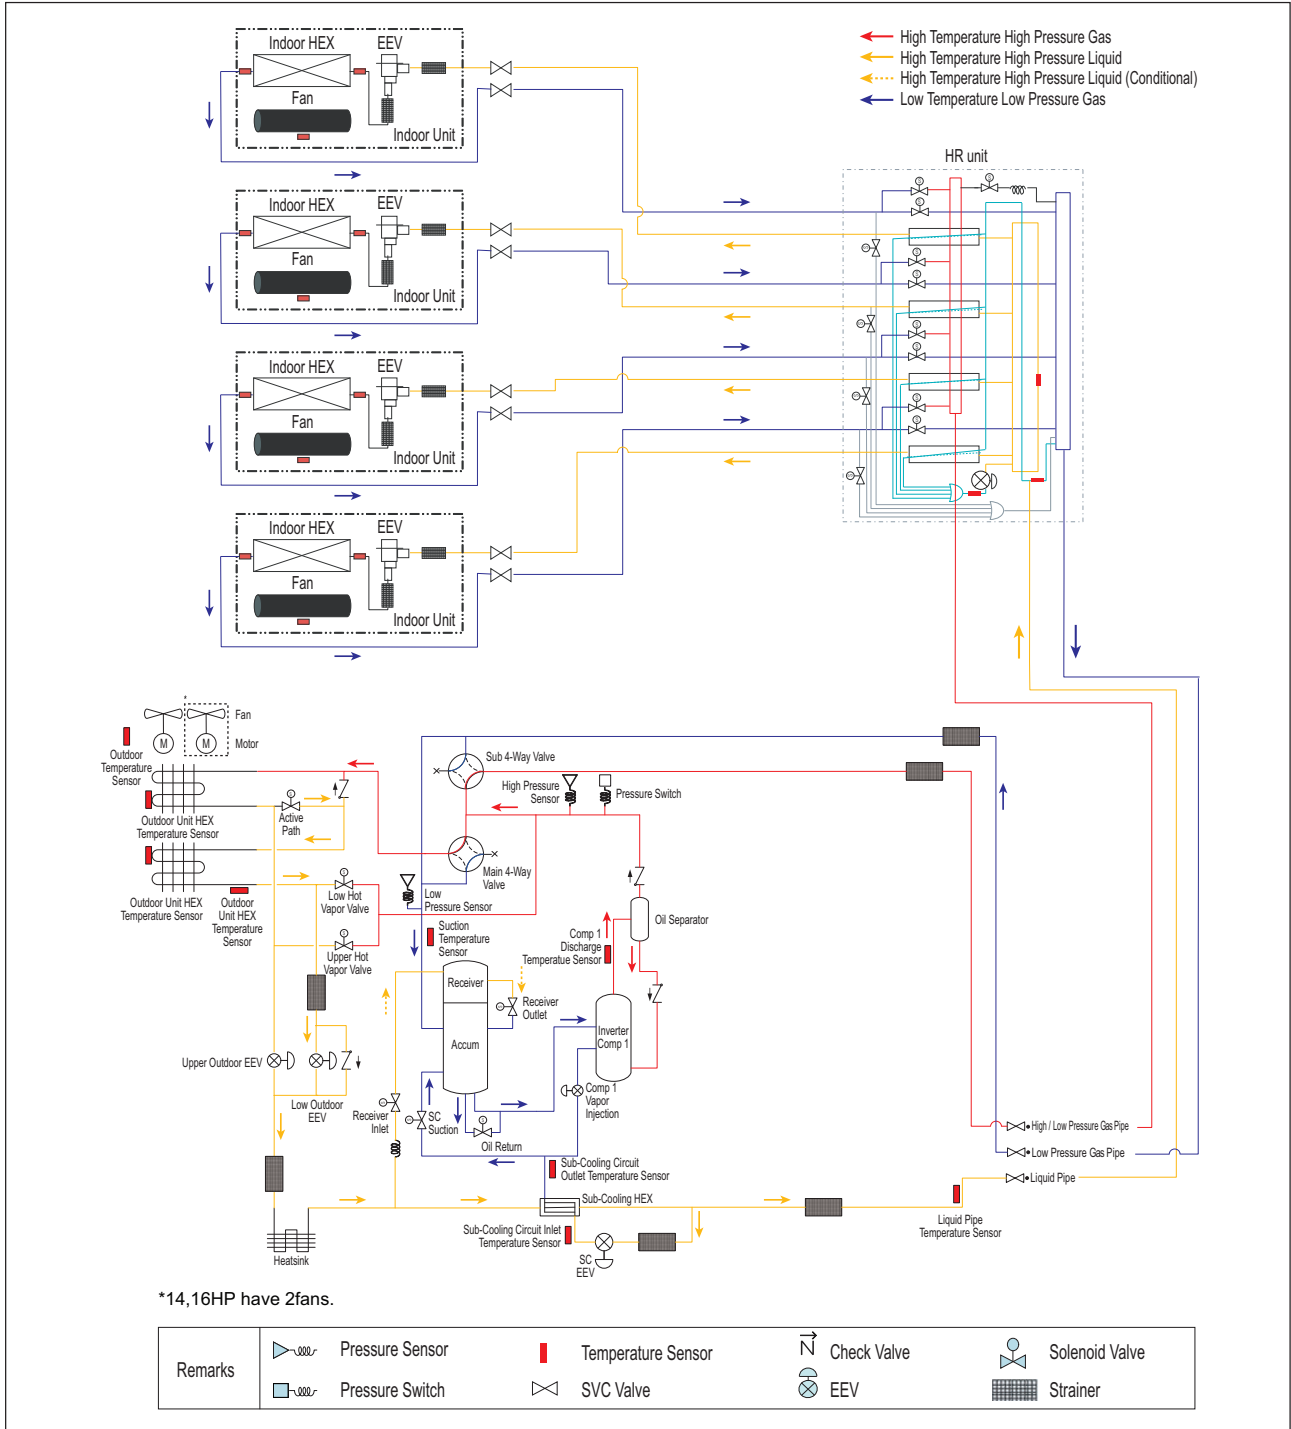 High Temperature High Pressure Gas
High Temperature High Pressure Liquid
High Temperature High Pressure Liquid (Conditional)
Low Temperature Low Pressure Gas
Indoor HEX
EEV
Fan
Indoor Unit
Indoor HEX
EEV
Fan
Indoor Unit
Indoor HEX
EEV
Fan
Indoor Unit
Indoor HEX
EEV
Fan
Indoor Unit
HR unit
*
Fan
Motor
M
M
Outdoor
Temperature
Sensor
Outdoor Unit HEX
Temperature Sensor
Active
Path
Outdoor Unit HEX
Temperature Sensor
Outdoor
Unit HEX
Temperature
Sensor
Low Hot
Vapor Valve
Upper Hot
Vapor Valve
Sub 4-Way Valve
High Pressure
Sensor
Pressure Switch
Main 4-Way
Valve
Low
Pressure Sensor
Suction
Temperature
Sensor
Oil Separator
Comp 1
Discharge
Temperatue Sensor
Receiver
Receiver
Outlet
Accum
Inverter
Comp 1
Upper Outdoor EEV
Low Outdoor
EEV
Receiver
Inlet
SC
Suction
Oil Return
Comp 1
Vapor
Injection
Sub-Cooling Circuit
Outlet Temperature Sensor
Sub-Cooling HEX
Sub-Cooling Circuit Inlet
Temperature Sensor
SC
EEV
Heatsink
High / Low Pressure Gas Pipe
Low Pressure Gas Pipe
Liquid Pipe
Liquid Pipe
Temperature Sensor
*14,16HP have 2fans.
Remarks
Pressure Sensor
Temperature Sensor
Check Valve
Solenoid Valve
Pressure Switch
SVC Valve
EEV
Strainer